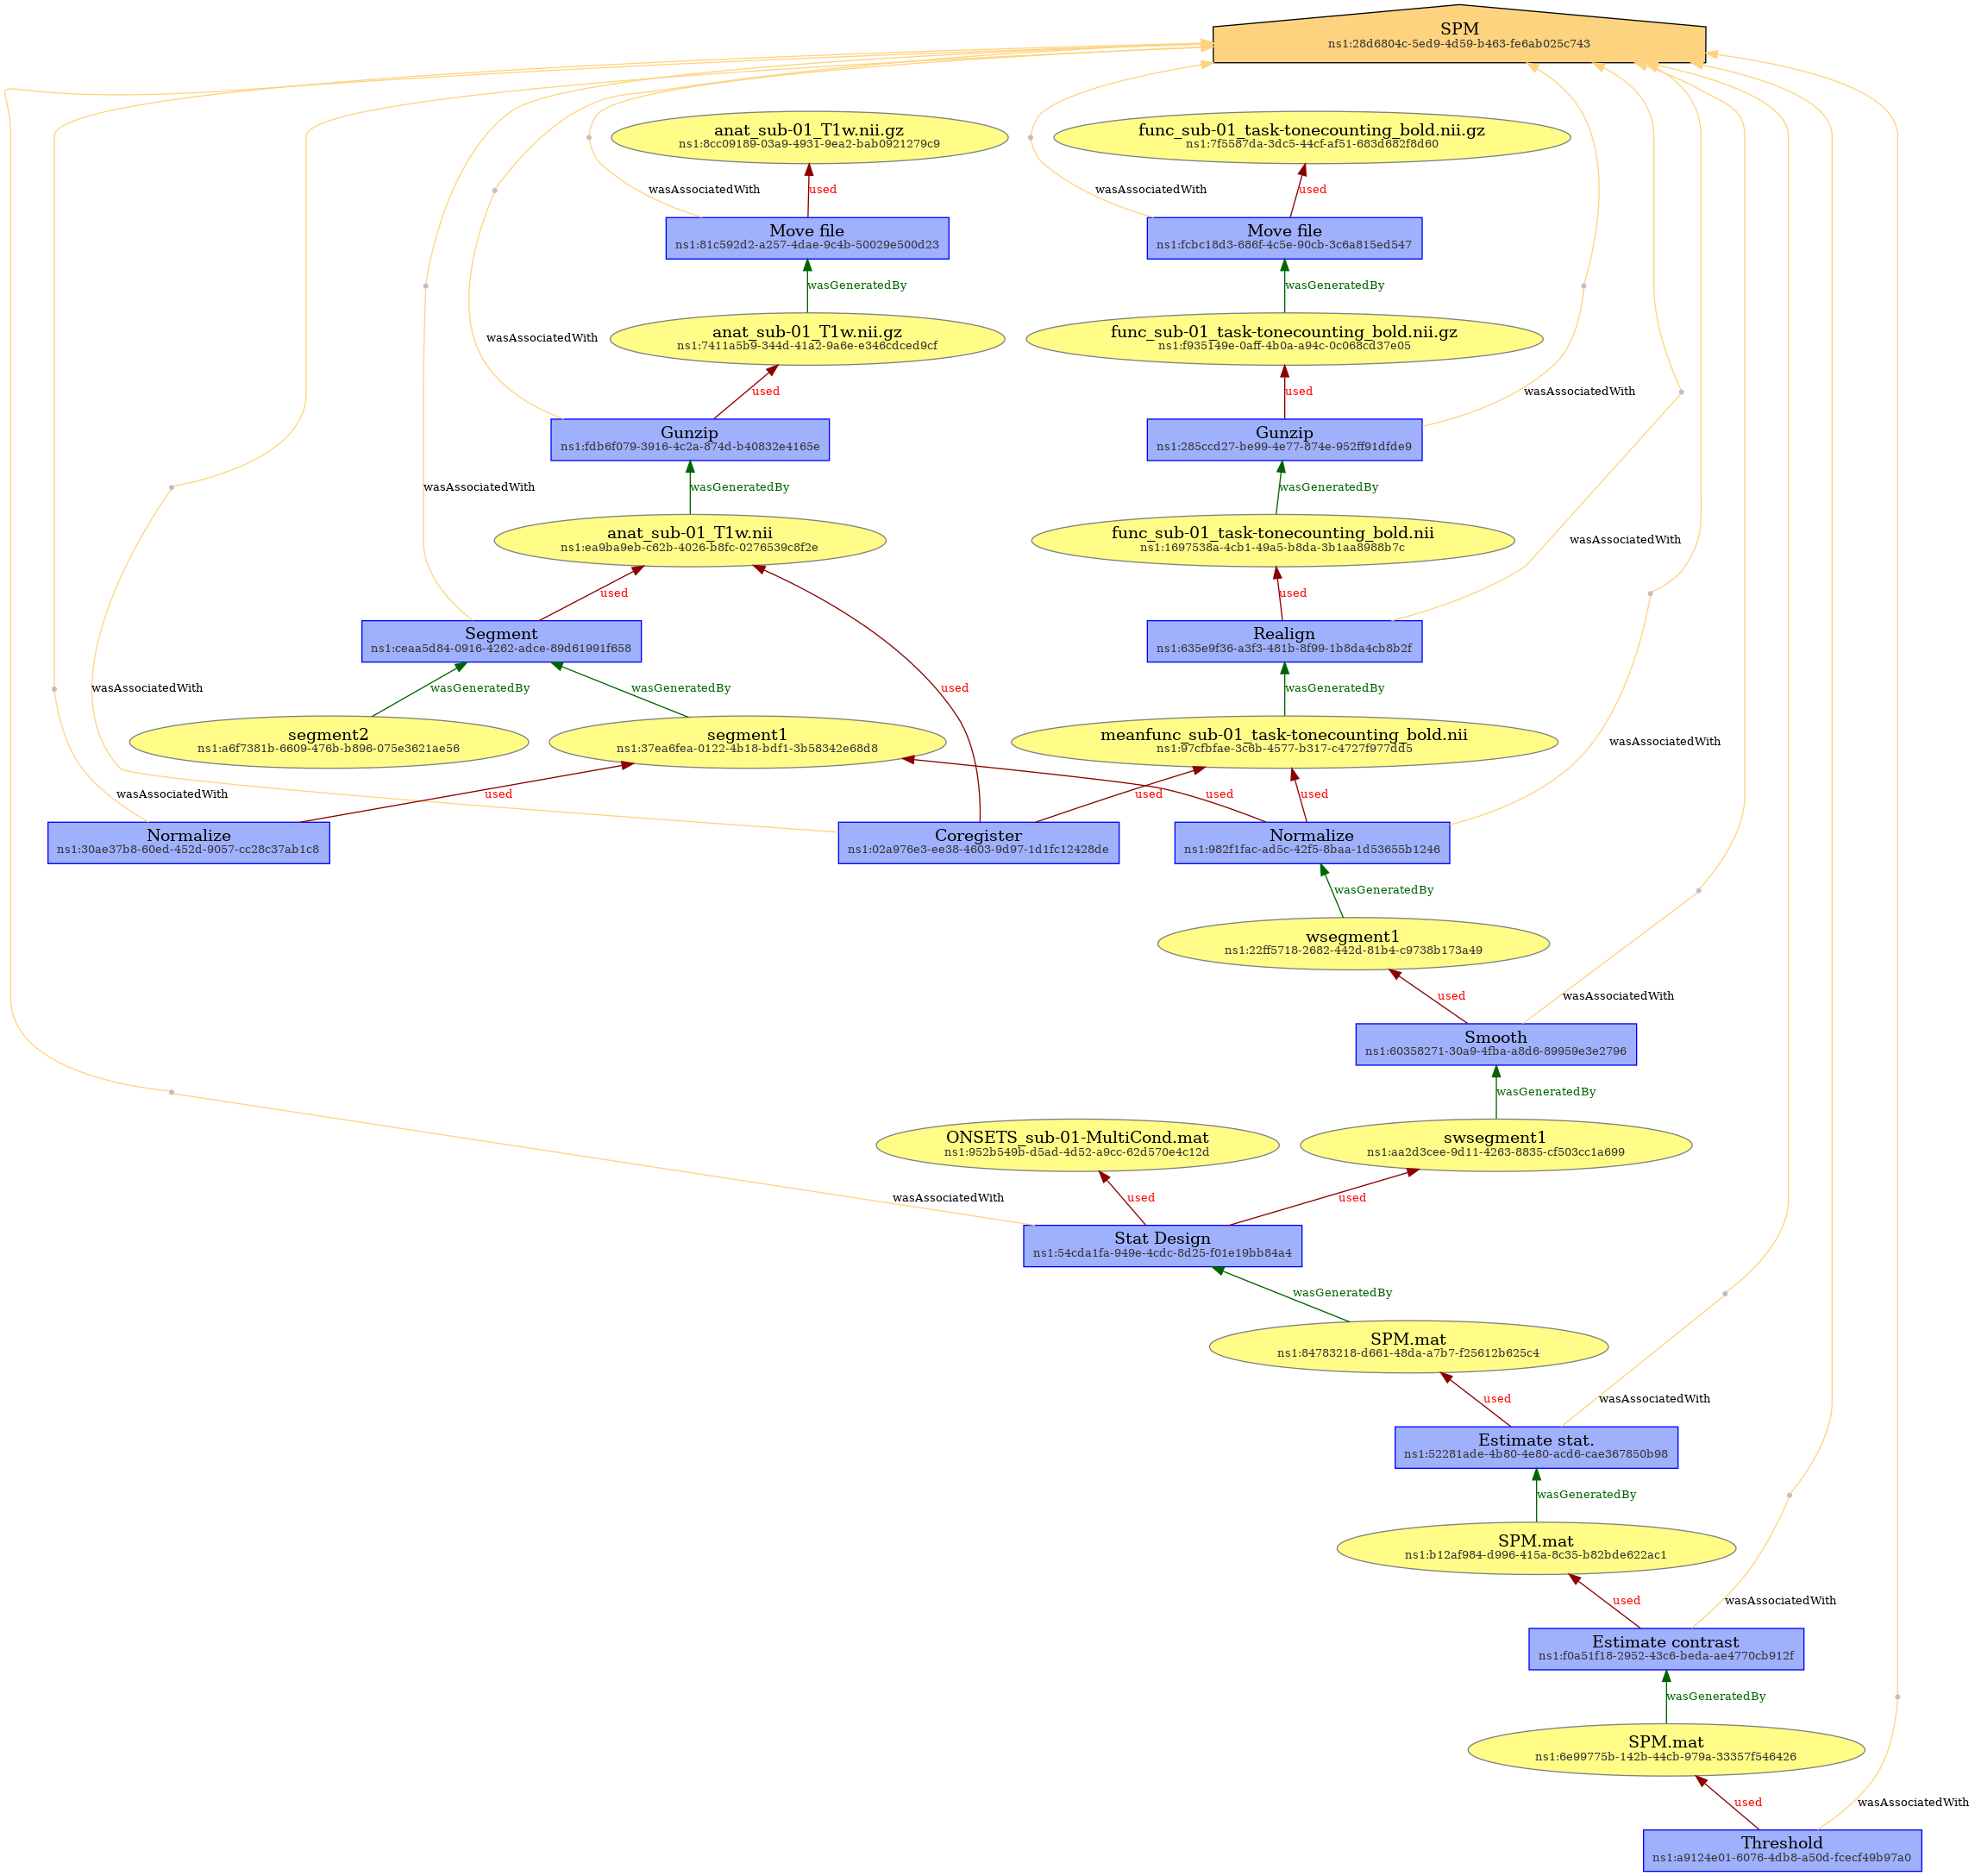 SPM
ns1:28d6804c-5ed9-4d59-b463-fe6ab025c743
anat_sub-01_T1w.nii.gz
ns1:8cc09189-03a9-4931-9ea2-bab0921279c9
func_sub-01_task-tonecounting_bold.nii.gz
ns1:7f5587da-3dc5-44cf-af51-683d682f8d60
wasAssociatedWith
used
wasAssociatedWith
used
Move file
ns1:81c592d2-a257-4dae-9c4b-50029e500d23
Move file
ns1:fcbc18d3-686f-4c5e-90cb-3c6a815ed547
wasGeneratedBy
wasGeneratedBy
anat_sub-01_T1w.nii.gz
ns1:7411a5b9-344d-41a2-9a6e-e346cdced9cf
func_sub-01_task-tonecounting_bold.nii.gz
ns1:f935149e-0aff-4b0a-a94c-0c068cd37e05
wasAssociatedWith
used
used
wasAssociatedWith
Gunzip
ns1:fdb6f079-3916-4c2a-874d-b40832e4165e
Gunzip
ns1:285ccd27-be99-4e77-874e-952ff91dfde9
wasAssociatedWith
wasGeneratedBy
wasGeneratedBy
anat_sub-01_T1w.nii
ns1:ea9ba9eb-c62b-4026-b8fc-0276539c8f2e
func_sub-01_task-tonecounting_bold.nii
ns1:1697538a-4cb1-49a5-b8da-3b1aa8988b7c
wasAssociatedWith
used
used
Segment
ns1:ceaa5d84-0916-4262-adce-89d61991f658
Realign
ns1:635e9f36-a3f3-481b-8f99-1b8da4cb8b2f
wasAssociatedWith
wasGeneratedBy
wasGeneratedBy
used
wasGeneratedBy
segment2
ns1:a6f7381b-6609-476b-b896-075e3621ae56
segment1
ns1:37ea6fea-0122-4b18-bdf1-3b58342e68d8
meanfunc_sub-01_task-tonecounting_bold.nii
ns1:97cfbfae-3c6b-4577-b317-c4727f977dd5
wasAssociatedWith
wasAssociatedWith
used
used
used
used
Normalize
ns1:30ae37b8-60ed-452d-9057-cc28c37ab1c8
Coregister
ns1:02a976e3-ee38-4603-9d97-1d1fc12428de
Normalize
ns1:982f1fac-ad5c-42f5-8baa-1d53655b1246
wasGeneratedBy
wsegment1
ns1:22ff5718-2682-442d-81b4-c9738b173a49
used
wasAssociatedWith
Smooth
ns1:60358271-30a9-4fba-a8d6-89959e3e2796
wasGeneratedBy
ONSETS_sub-01-MultiCond.mat
ns1:952b549b-d5ad-4d52-a9cc-62d570e4c12d
swsegment1
ns1:aa2d3cee-9d11-4263-8835-cf503cc1a699
wasAssociatedWith
used
used
Stat Design
ns1:54cda1fa-949e-4cdc-8d25-f01e19bb84a4
wasGeneratedBy
SPM.mat
ns1:84783218-d661-48da-a7b7-f25612b625c4
used
wasAssociatedWith
Estimate stat.
ns1:52281ade-4b80-4e80-acd6-cae367850b98
wasGeneratedBy
SPM.mat
ns1:b12af984-d996-415a-8c35-b82bde622ac1
used
wasAssociatedWith
Estimate contrast
ns1:f0a51f18-2952-43c6-beda-ae4770cb912f
wasGeneratedBy
SPM.mat
ns1:6e99775b-142b-44cb-979a-33357f546426
used
wasAssociatedWith
Threshold
ns1:a9124e01-6076-4db8-a50d-fcecf49b97a0